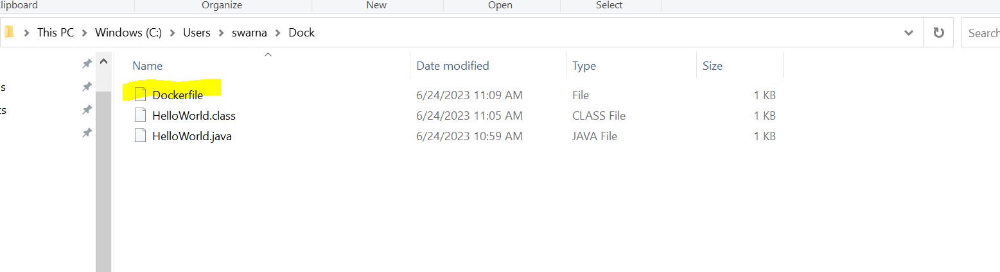 Organize New Open Select
This PC Windows (C:) Users swarna Dock Search
Name Date modified Type Size
Dockerfile 6/24/2023 11:09 AM File 1 KB
HelloWorld.class 6/24/2023 11:05 AM CLASS File 1 KB
HelloWorld.java 6/24/2023 10:59 AM JAVA File 1 KB